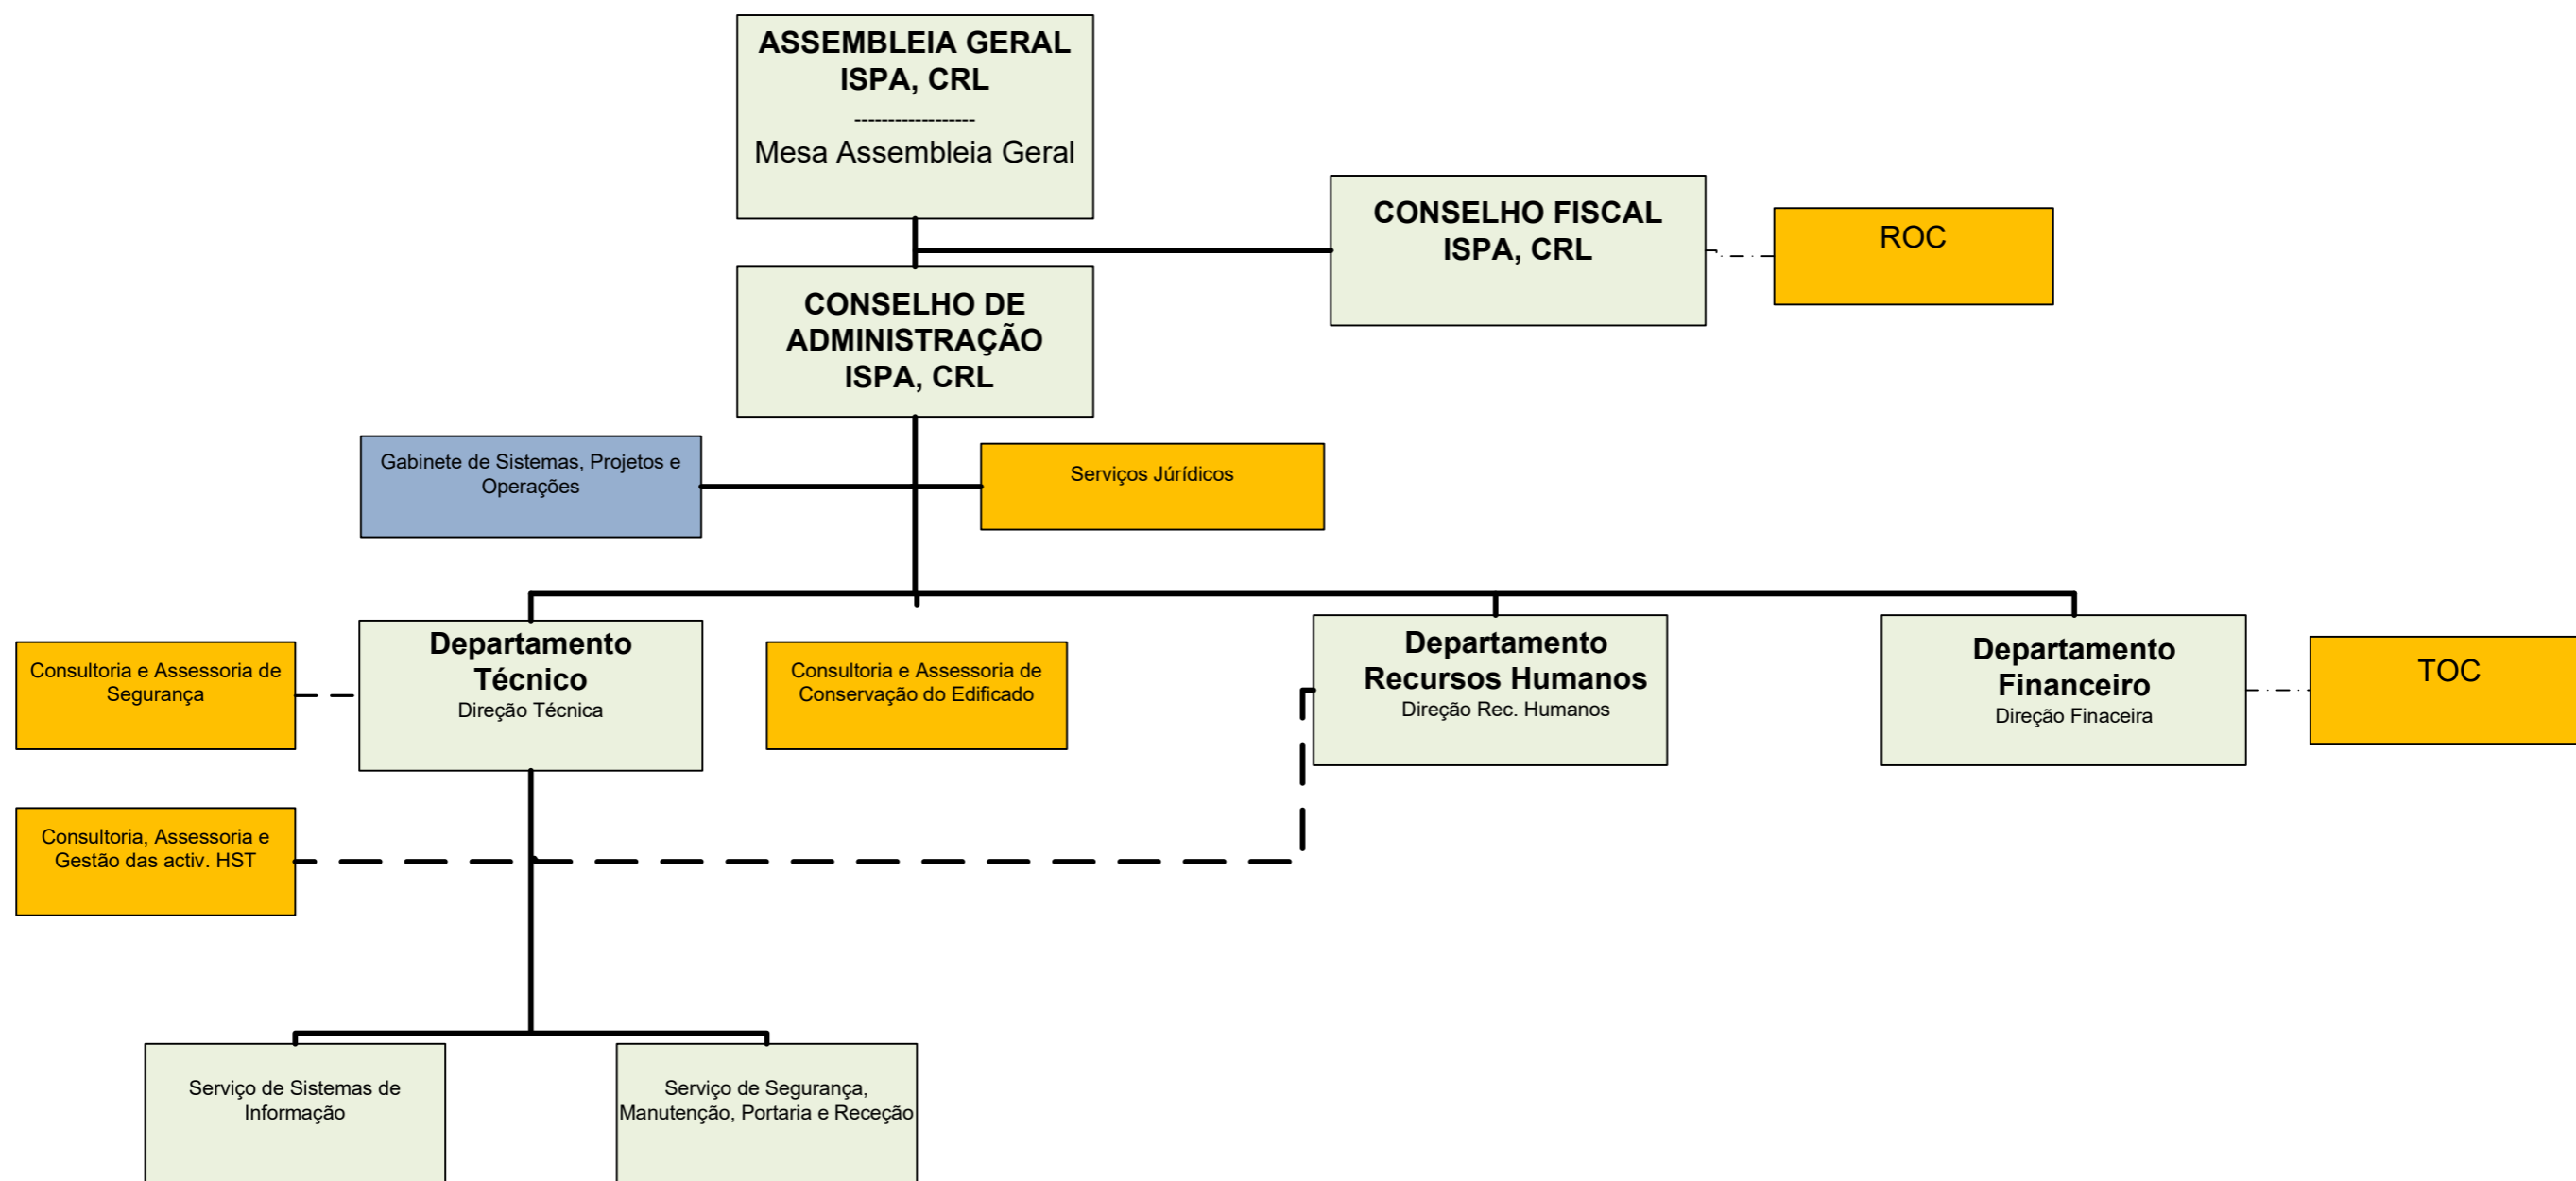 ASSEMBLEIA GERAL
ISPA, CRL
------------------
Mesa Assembleia Geral
CONSELHO FISCAL
ISPA, CRL
ROC
CONSELHO DE
ADMINISTRAÇÃO
ISPA, CRL
Gabinete de Sistemas, Projetos e
Operações
Serviços Júrídicos
Consultoria e Assessoria de
Segurança
Departamento
Técnico
Direção Técnica
Consultoria e Assessoria de
Conservação do Edificado
Departamento
Recursos Humanos
Direção Rec. Humanos
Departamento
Financeiro
Direção Finaceira
TOC
Consultoria, Assessoria e
Gestão das activ. HST
Serviço de Sistemas de
Informação
Serviço de Segurança,
Manutenção, Portaria e Receção